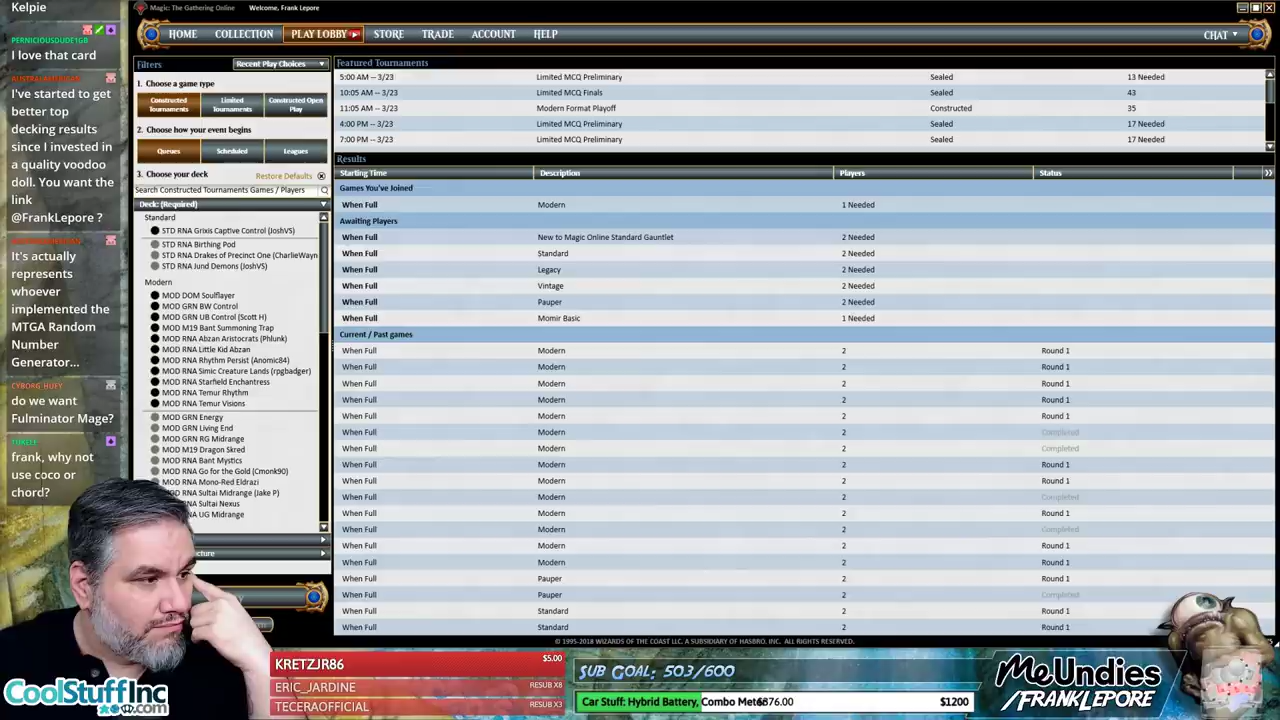 Kelpie
PERNICIOUSDUDE1GB
I love that card
I've started to get
better top
decking results
since I invested in
a quality voodoo
doll. You want the
link
@FrankLepore ?
It's actually
represents
whoever
implemented the
MTGA Random
Number
Generator...
CYBORG-HUEY
do we want
Fulminator Mage?
TUKELE
frank, why not
use coco or
chord?
Magic: The Gathering Online Welcome, Frank Lepore
HOME COLLECTION PLAY LOBBY STORE TRADE ACCOUNT HELP CHAT
Filters Recent Play Choices
1. Choose a game type
Constructed Tournaments Limited Tournaments Constructed Open Play
2. Choose how your event begins
Queues Scheduled Leagues
3. Choose your deck Restore Defaults
Search Constructed Tournaments Games / Players
Deck: (Required)
Standard
STD RNA Grixis Captive Control (JoshVS)
STD RNA Birthing Pod
STD RNA Drakes of Precinct One (CharlieWayn
STD RNA Jund Demons (JoshVS)
Modern
MOD DOM Soulflayer
MOD GRN BW Control
MOD GRN UB Control (Scott H)
MOD M19 Bant Summoning Trap
MOD RNA Abzan Aristocrats (Phlunk)
MOD RNA Little Kid Abzan
MOD RNA Rhythm Persist (Anomic84)
MOD RNA Simic Creature Lands (rpgbadger)
MOD RNA Starfield Enchantress
MOD RNA Temur Rhythm
MOD RNA Temur Visions
MOD GRN Energy
MOD GRN Living End
MOD GRN RG Midrange
MOD M19 Dragon Skred
MOD RNA Bant Mystics
MOD RNA Go for the Gold (Cmonk90)
MOD RNA Mono-Red Eldrazi
RNA Sultai Midrange (Jake P)
RNA Sultai Nexus
RNA UG Midrange
cture
Featured Tournaments
5:00 AM -- 3/23 Limited MCQ Preliminary Sealed 13 Needed
10:05 AM -- 3/23 Limited MCQ Finals Sealed 43
11:05 AM -- 3/23 Modern Format Playoff Constructed 35
4:00 PM -- 3/23 Limited MCQ Preliminary Sealed 17 Needed
7:00 PM -- 3/23 Limited MCQ Preliminary Sealed 17 Needed
Results
Starting Time Description Players Status
Games You've Joined
When Full Modern 1 Needed
Awaiting Players
When Full New to Magic Online Standard Gauntlet 2 Needed
When Full Standard 2 Needed
When Full Legacy 2 Needed
When Full Vintage 2 Needed
When Full Pauper 2 Needed
When Full Momir Basic 1 Needed
Current / Past games
When Full Modern 2 Round 1
When Full Modern 2 Round 1
When Full Modern 2 Round 1
When Full Modern 2 Round 1
When Full Modern 2 Round 1
When Full Modern 2 Completed
When Full Modern 2 Completed
When Full Modern 2 Round 1
When Full Modern 2 Round 1
When Full Modern 2 Completed
When Full Modern 2 Round 1
When Full Modern 2 Completed
When Full Modern 2 Round 1
When Full Modern 2 Round 1
When Full Pauper 2 Round 1
When Full Pauper 2 Completed
When Full Standard 2 Round 1
When Full Standard 2 Round 1
© 1995-2018 WIZARDS OF THE COAST LLC, A SUBSIDIARY OF HASBRO, INC. ALL RIGHTS RESERVED.
CoolStuffInc
.com
KRETZJR86 $5.00
ERIC_JARDINE RESUB X8
TECERAOFFICIAL RESUB X3
SUB GOAL: 503/600
Car Stuff: Hybrid Battery, Combo Meter $1200
MeUndies
/FRANKLEPORE